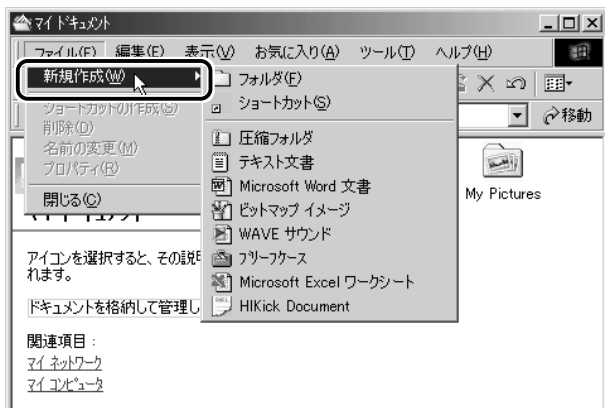 マイ ドキュメント
ファイル(F) 編集(E) 表示(V) お気に入り(A) ツール(T) ヘルプ(H)
新規作成(W)
ショートカットの作成(S)
削除(D)
名前の変更(M)
プロパティ(R)
閉じる(C)
フォルダ(F)
ショートカット(S)
圧縮フォルダ
テキスト文書
Microsoft Word 文書
ビットマップ イメージ
WAVE サウンド
ブリーフケース
Microsoft Excel ワークシート
HIKick Document
移動
My Pictures
アイコンを選択すると、その説
れます。
ドキュメントを格納して管理し
関連項目 :
マイ ネットワーク
マイ コンピュータ